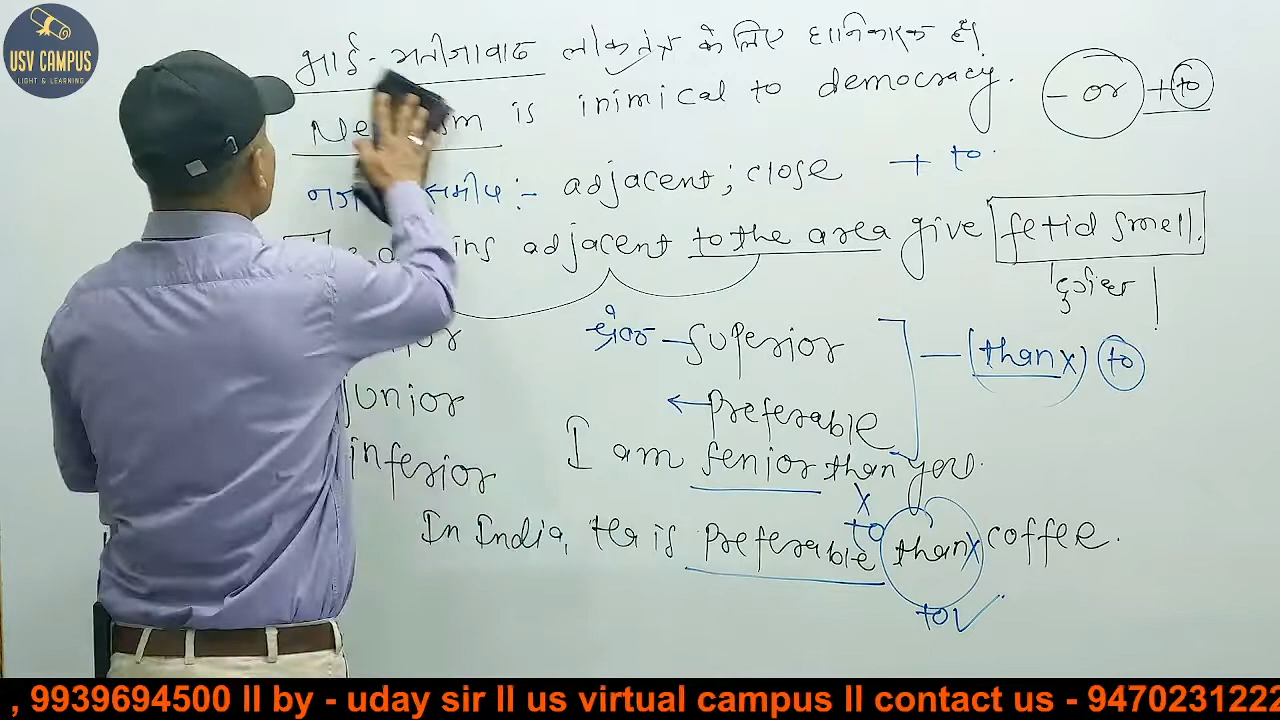 USV CAMPUS
LIGHT & LEARNING
भाई-भतीजावाद लोकतंत्र के लिए हानिकारक है।
is inimical to democracy.
- or + to
समीप :- adjacent; close + to
adjacent to the area give fetid smell.
दुर्गंध
श्रेष्ठ - Superior
(than x) to
Junior
Preferable
I am senior than you.
x
inferior
to
In India, tea is Preferable than x coffee.
to ✓
, 9939694500 ll by - uday sir ll us virtual campus ll contact us - 9470231222